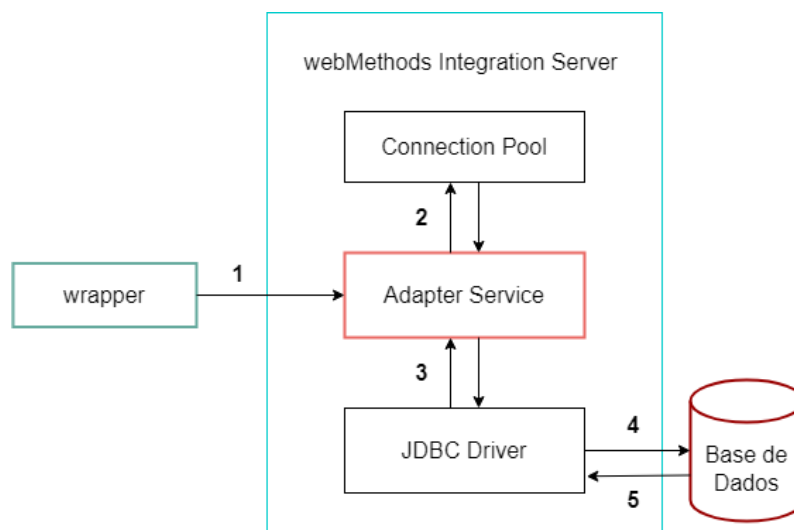 webMethods Integration Server
Connection Pool
2
1
wrapper
Adapter Service
3
JDBC Driver
4
5
Base de
Dados